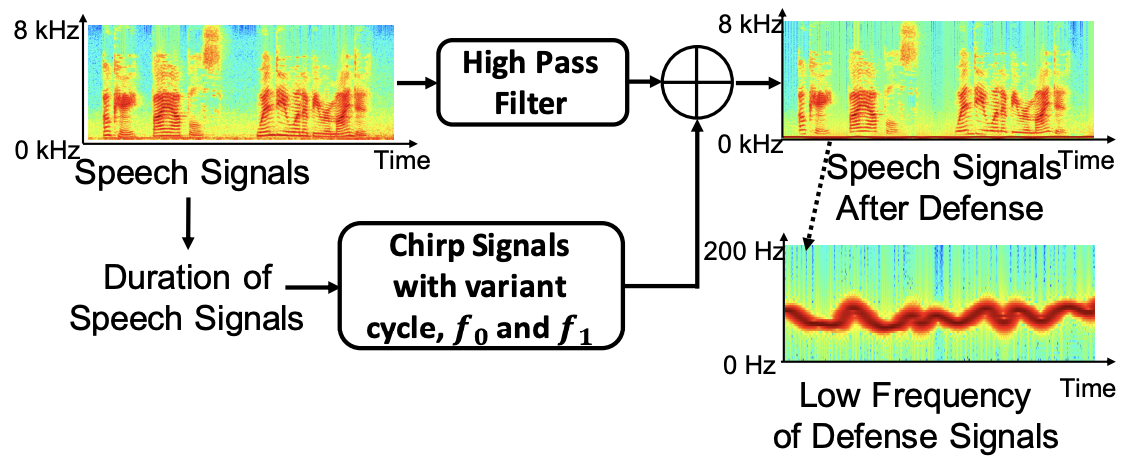 8 kHz
0 kHz
Time
Speech Signals
High Pass
Filter
8 kHz
0 kHz
Time
Speech Signals
After Defense
Duration of
Speech Signals
Chirp Signals
with variant
cycle, f₀ and f₁
200 Hz
0 Hz
Time
Low Frequency
of Defense Signals